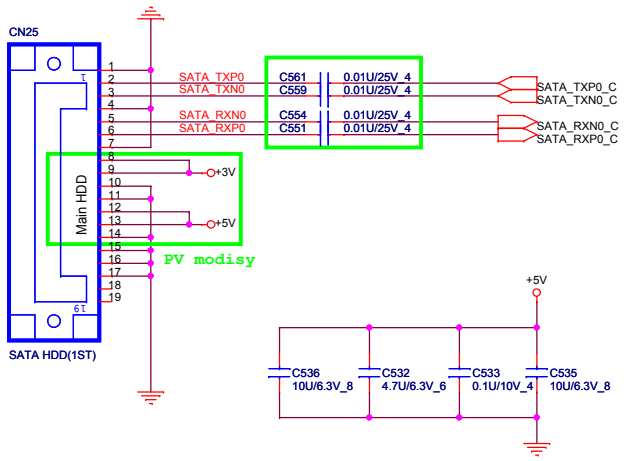 CN25
1
1
2
3
4
5
6
7
8
9
10
11
12
13
14
15
16
17
18
19
19
Main HDD
SATA_TXP0
SATA_TXN0
SATA_RXN0
SATA_RXP0
C561 0.01U/25V_4
C559 0.01U/25V_4
C554 0.01U/25V_4
C551 0.01U/25V_4
SATA_TXP0_C
SATA_TXN0_C
SATA_RXN0_C
SATA_RXP0_C
+3V
+5V
PV modisy
SATA HDD(1ST)
+5V
C536
10U/6.3V_8
C532
4.7U/6.3V_6
C533
0.1U/10V_4
C535
10U/6.3V_8